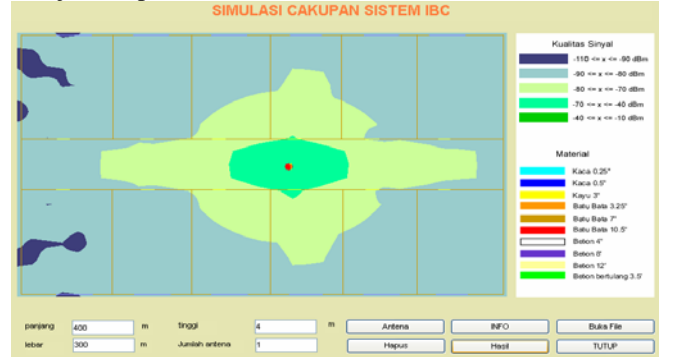 SIMULASI CAKUPAN SISTEM IBC
Kualitas Sinyal
-110 <= x <= -90 dBm
-90 <= x <= -80 dBm
-80 <= x <= -70 dBm
-70 <= x <= -40 dBm
-40 <= x <= -10 dBm
Material
Kaca 0.25"
Kaca 0.5"
Kayu 3"
Batu Bata 3.25"
Batu Bata 7"
Batu Bata 10.5"
Beton 4"
Beton 8"
Beton 12"
Beton bertulang 3.5'
panjang 400 m tinggi 4 m Antena INFO Buka File
lebar 300 m Jumlah antena 1 Hapus Hasil TUTUP